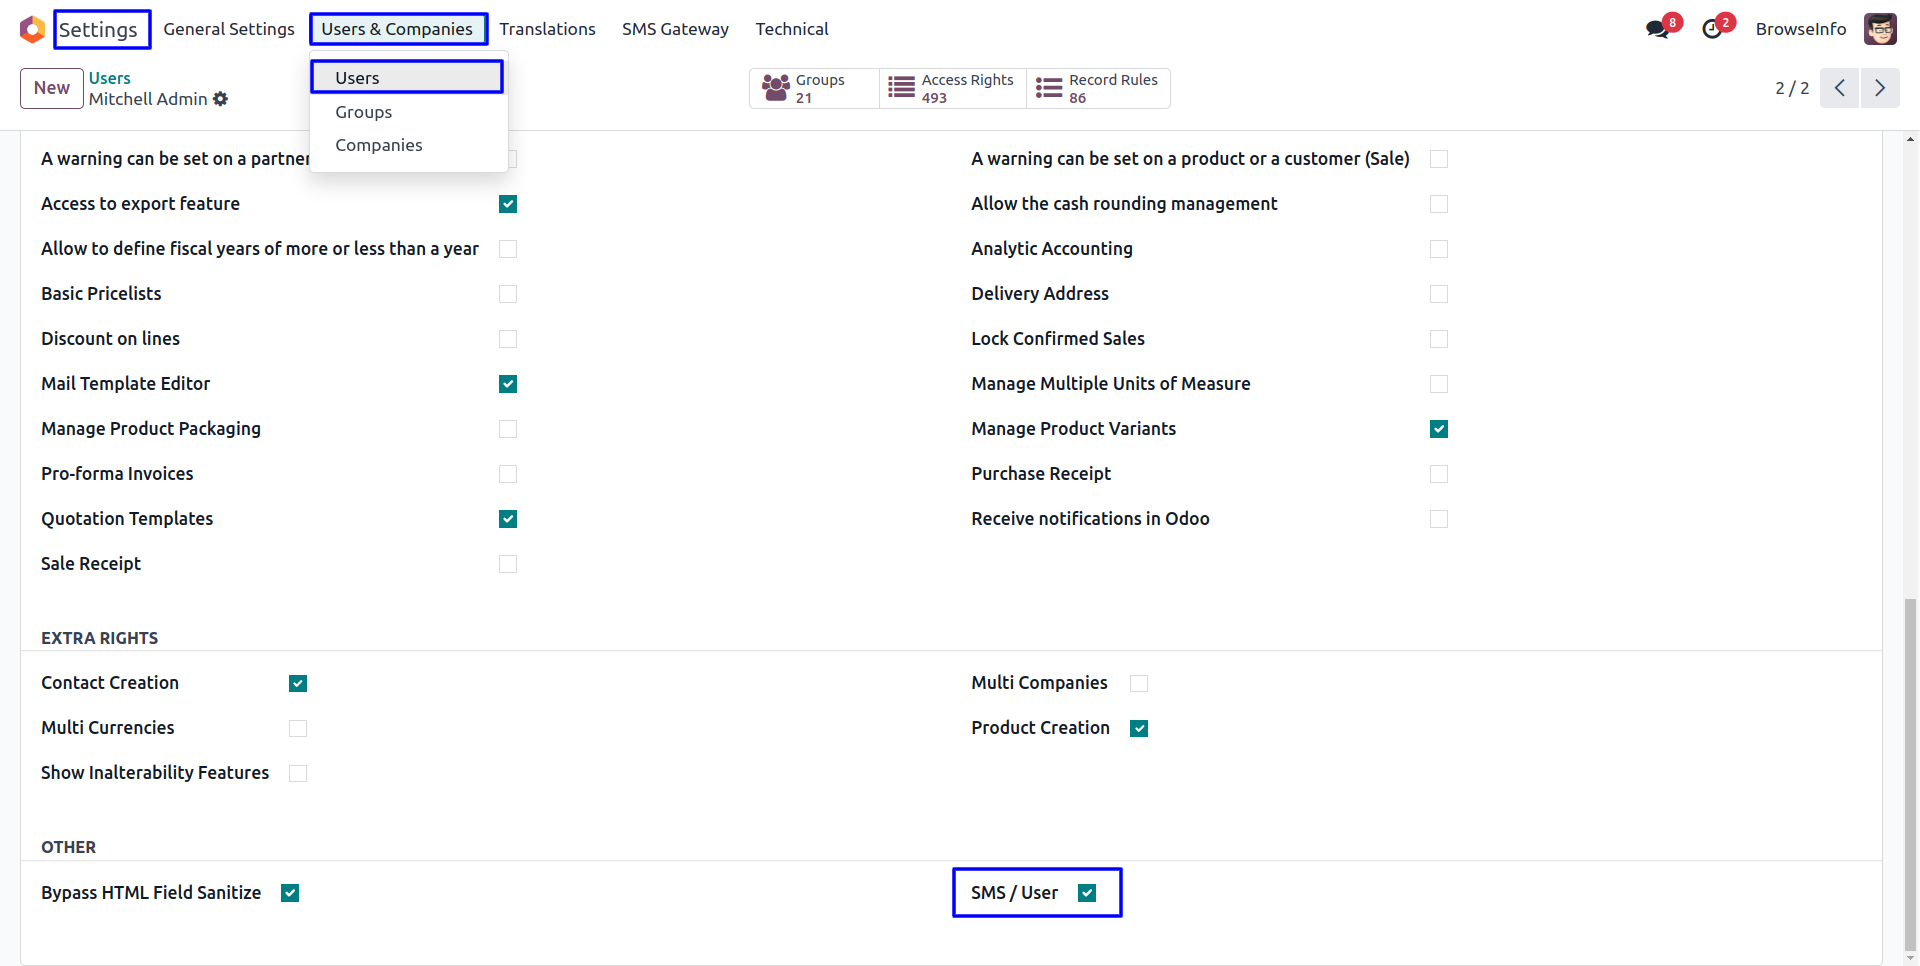 Settings General Settings Users & Companies Translations SMS Gateway Technical 8 2 BrowseInfo
New
Users
Mitchell Admin
Users
Groups
Companies
Groups
21
Access Rights
493
Record Rules
86
2 / 2
A warning can be set on a partner
A warning can be set on a product or a customer (Sale)
Access to export feature
Allow the cash rounding management
Allow to define fiscal years of more or less than a year
Analytic Accounting
Basic Pricelists
Delivery Address
Discount on lines
Lock Confirmed Sales
Mail Template Editor
Manage Multiple Units of Measure
Manage Product Packaging
Manage Product Variants
Pro-forma Invoices
Purchase Receipt
Quotation Templates
Receive notifications in Odoo
Sale Receipt
EXTRA RIGHTS
Contact Creation
Multi Companies
Multi Currencies
Product Creation
Show Inalterability Features
OTHER
Bypass HTML Field Sanitize
SMS / User